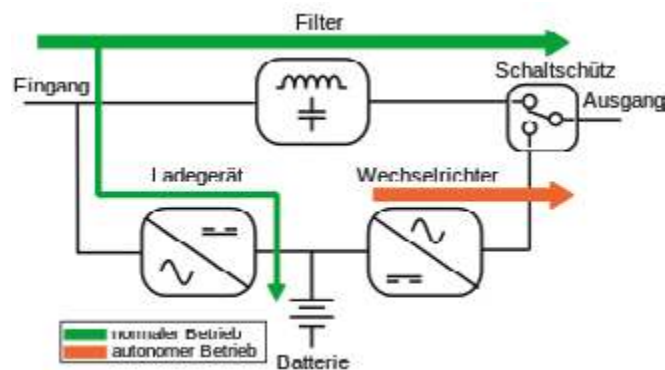 Filter
Eingang
Schaltschütz
Ausgang
Ladegerät
Wechselrichter
normaler Betrieb
autonomer Betrieb
Batterie